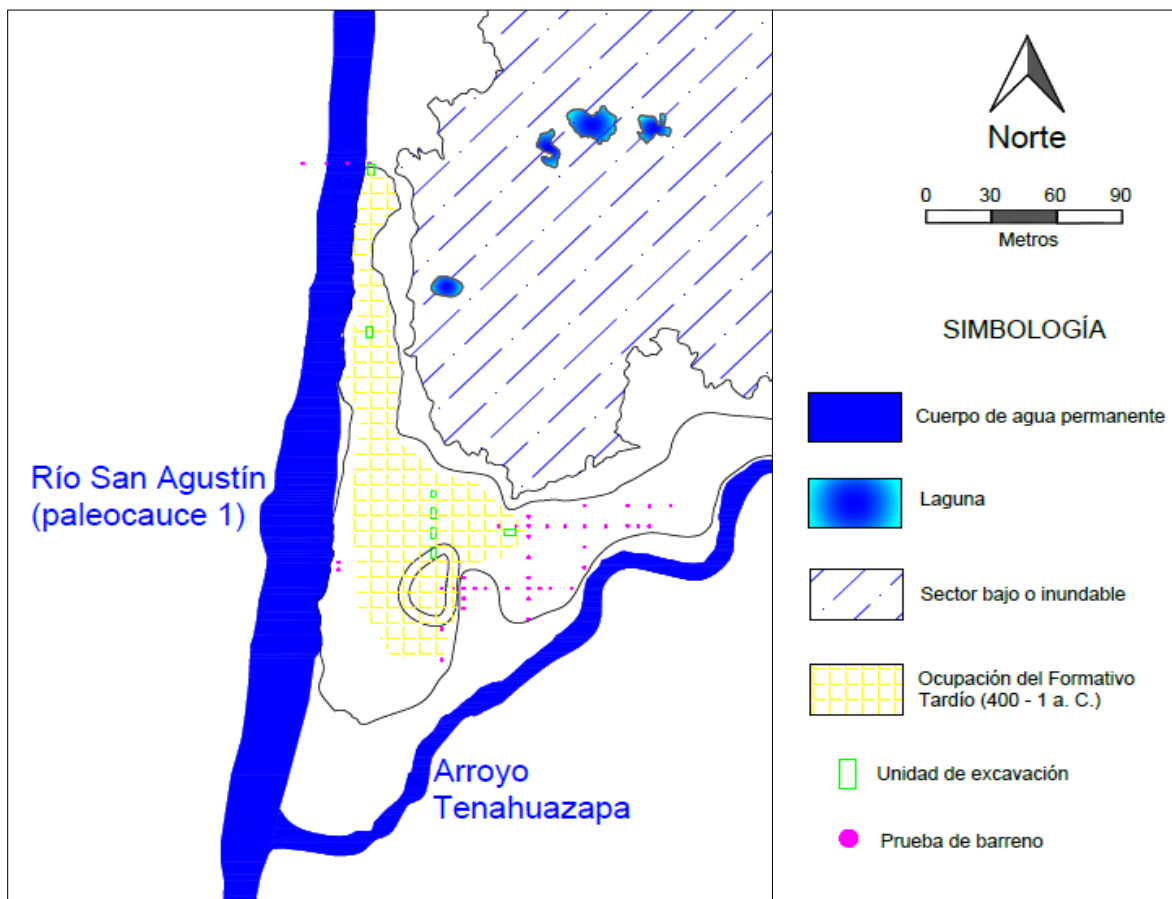 Río San Agustín
(paleocauce 1)
Arroyo
Tenahuazapa
Norte
0 30 60 90
Metros
SIMBOLOGÍA
Cuerpo de agua permanente
Laguna
Sector bajo o inundable
Ocupación del Formativo
Tardío (400 - 1 a. C.)
Unidad de excavación
Prueba de barreno